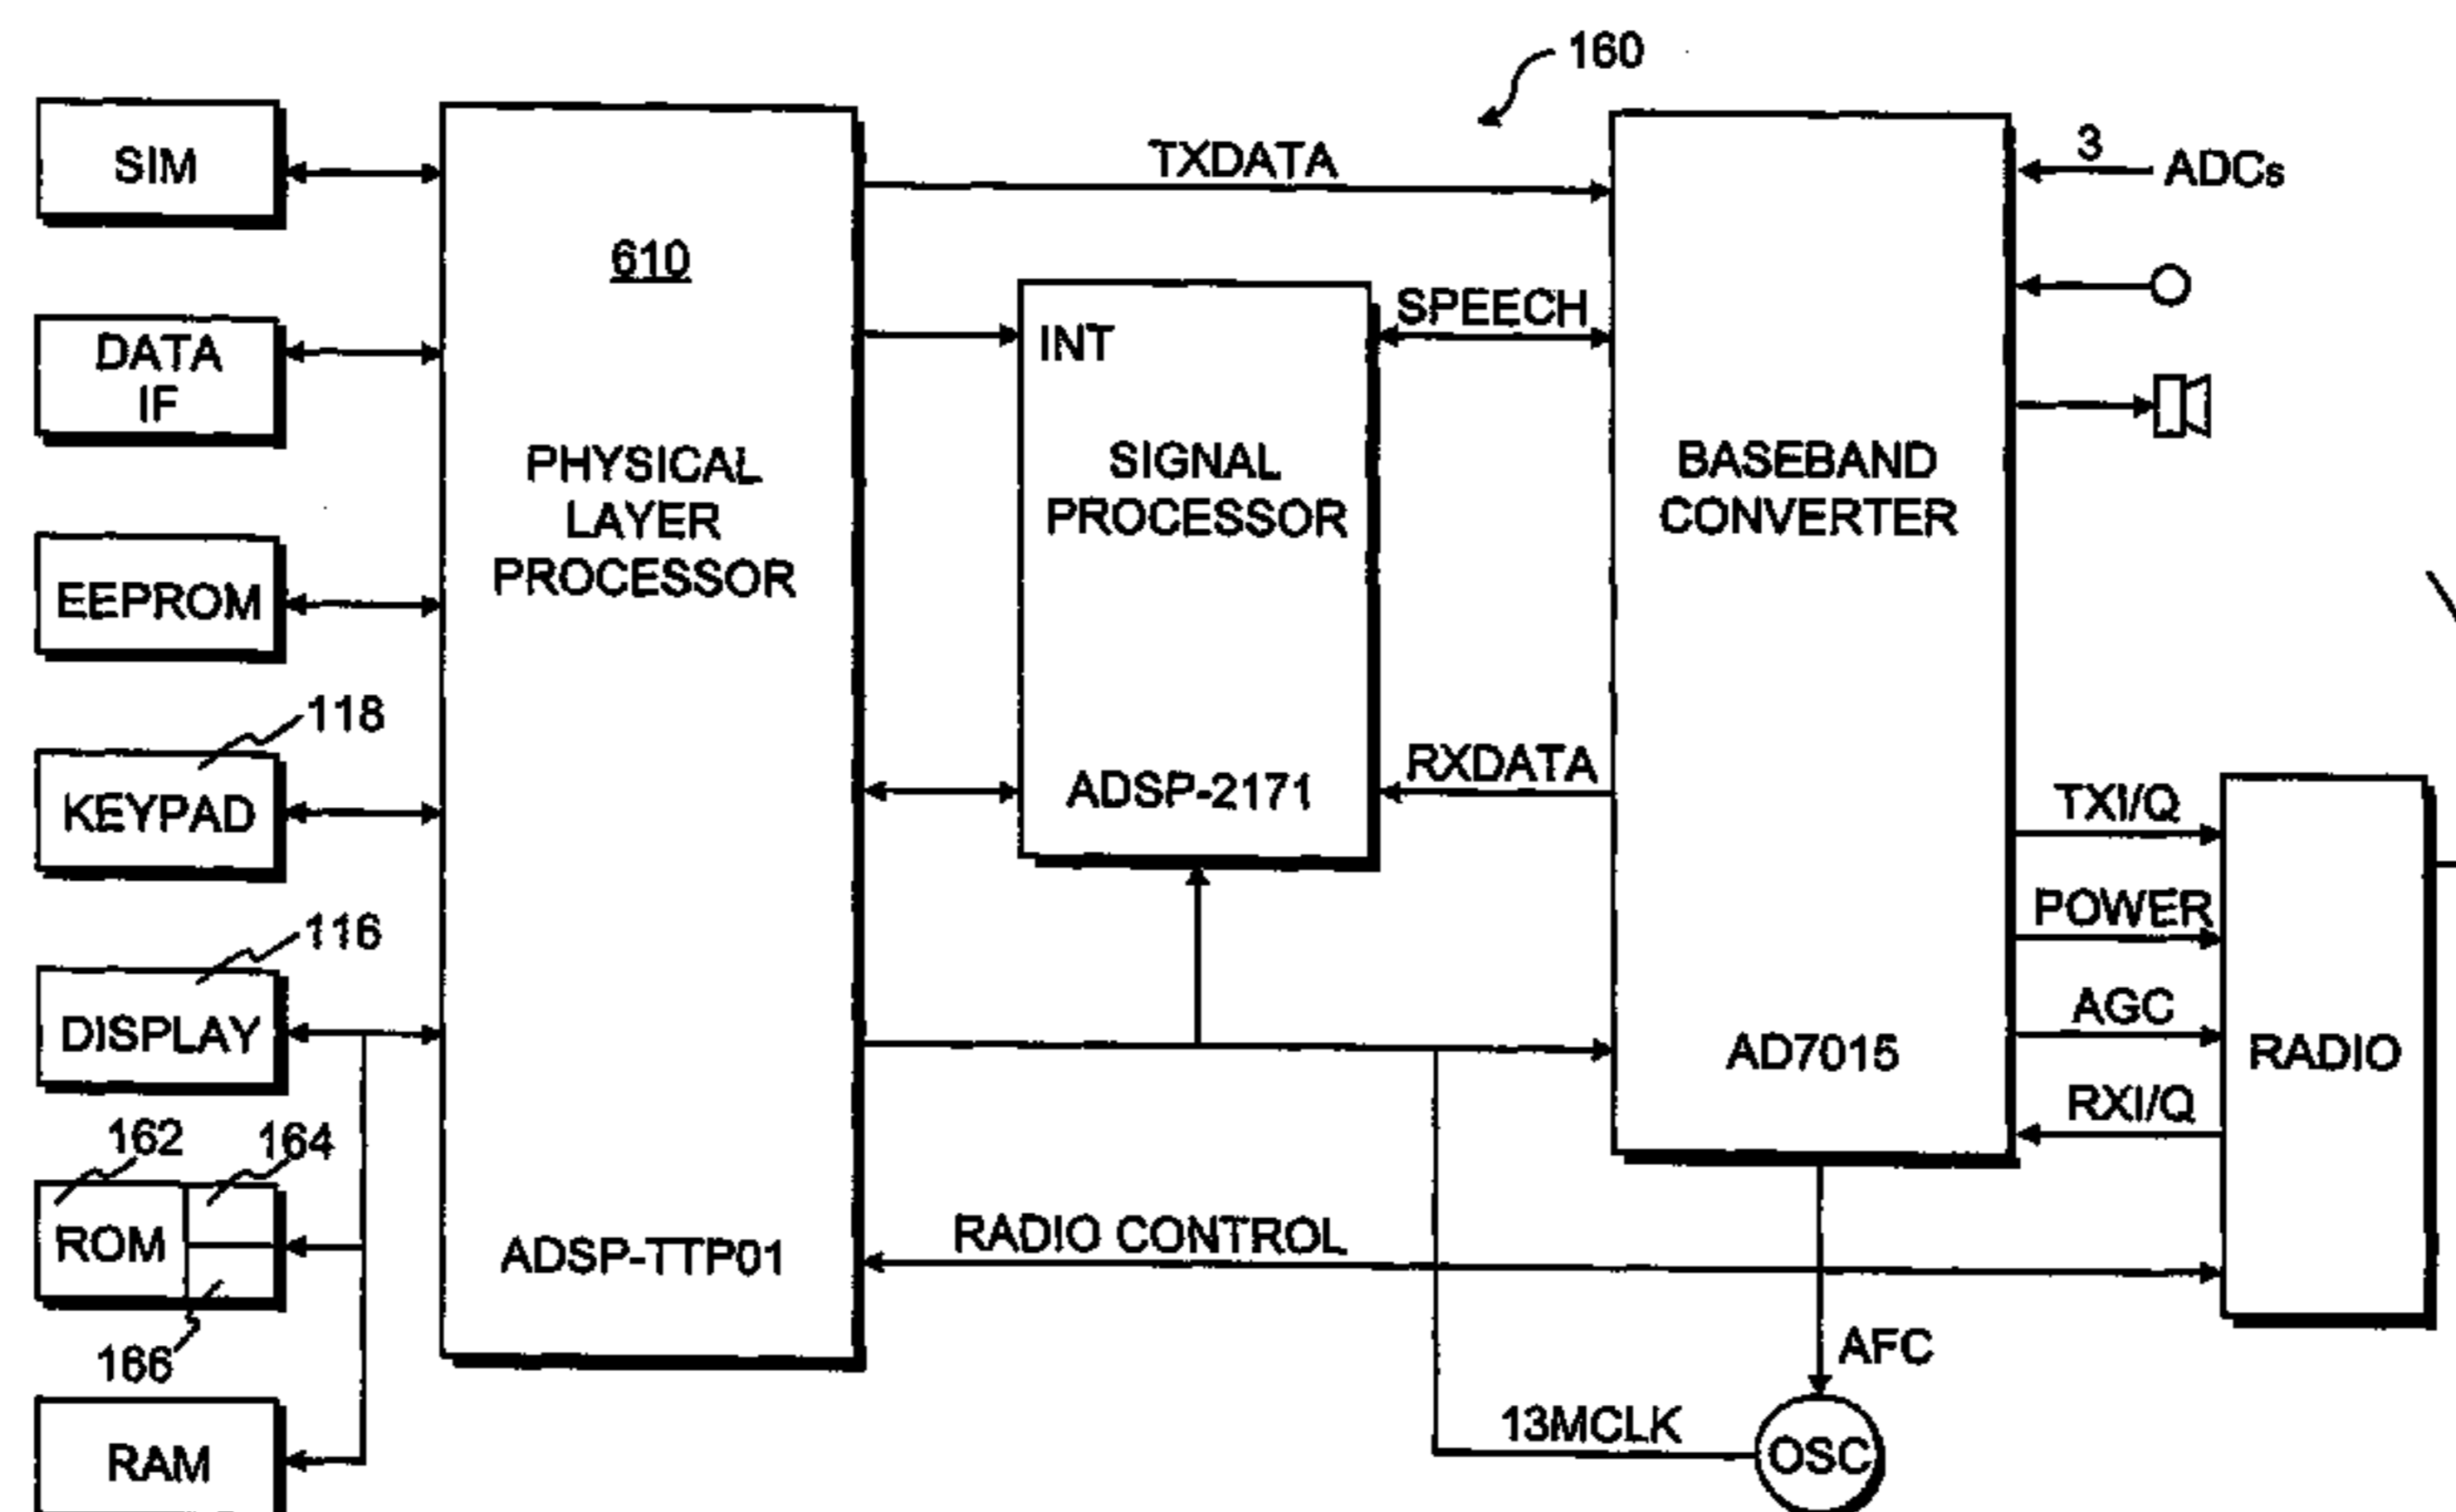 160
SIM
TXDATA
3
ADCs
610
DATA
IF
INT
SPEECH
PHYSICAL
LAYER
PROCESSOR
SIGNAL
PROCESSOR
BASEBAND
CONVERTER
EEPROM
118
KEYPAD
ADSP-2171
RXDATA
TXI/Q
POWER
116
DISPLAY
AGC
AD7015
RADIO
RXI/Q
162
164
ROM
ADSP-TTP01
RADIO CONTROL
166
AFC
13MCLK
RAM
OSC